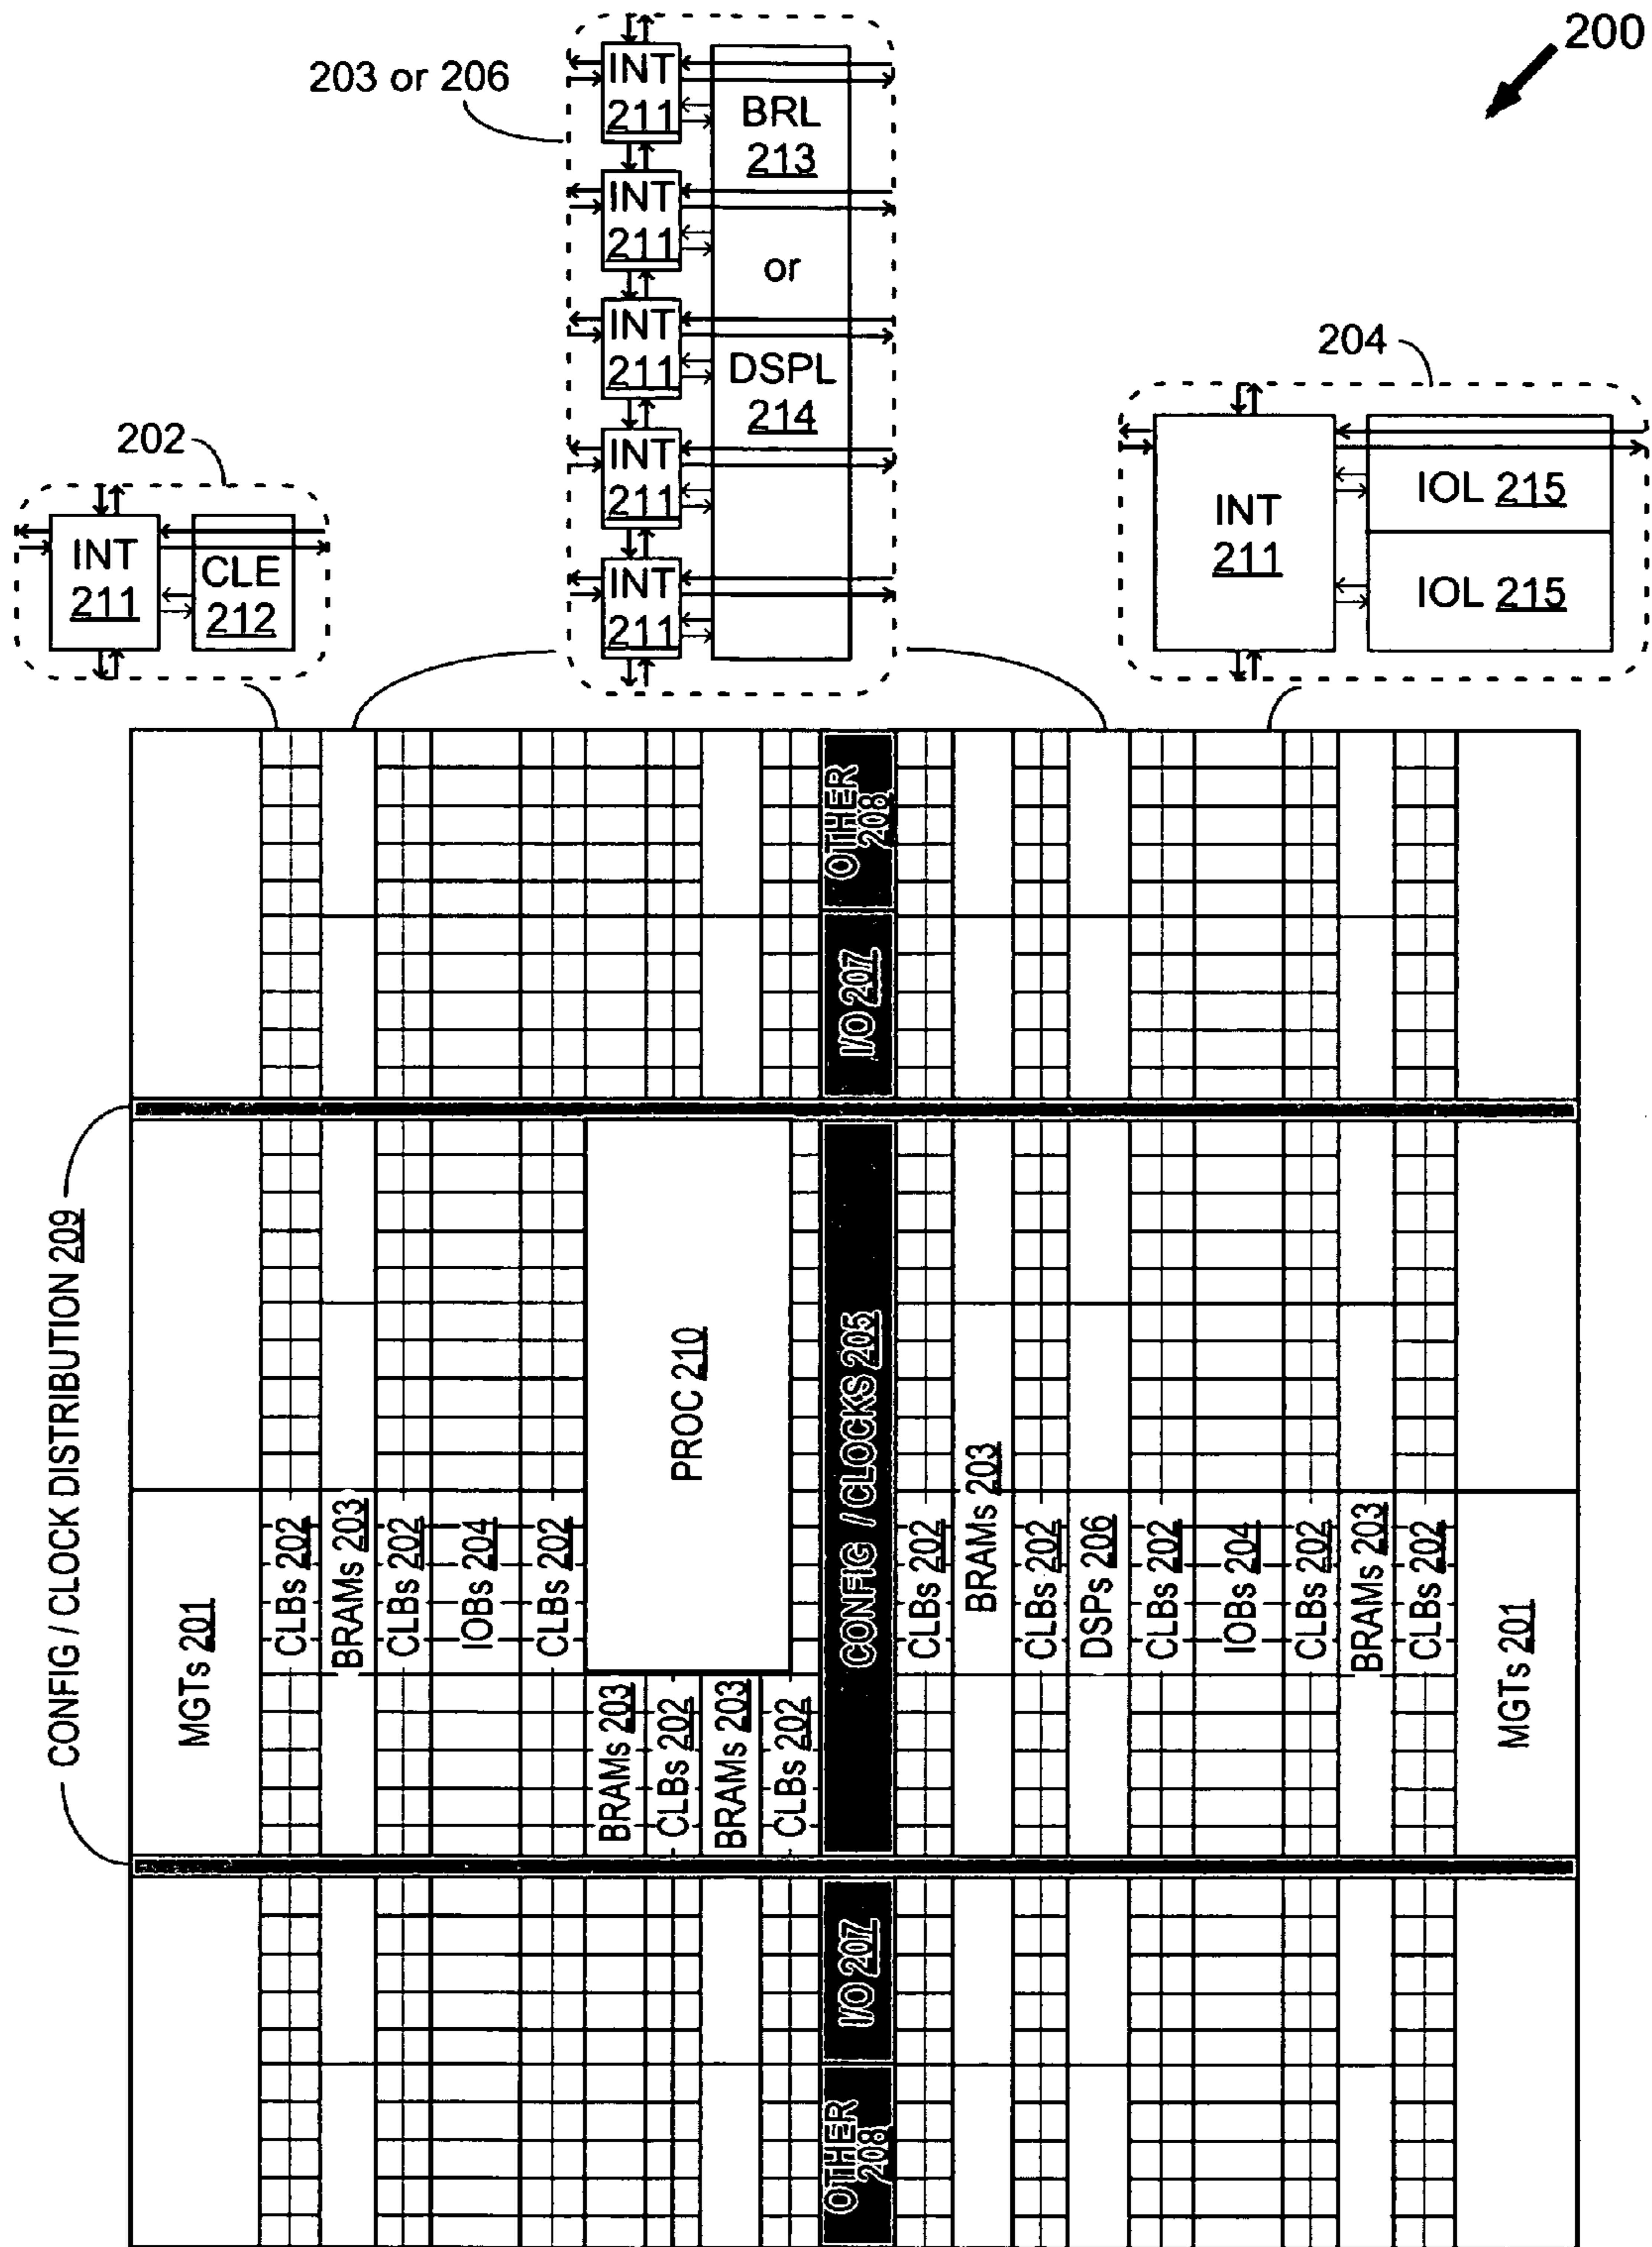 200
203 or 206
INT
211
INT
211
INT
211
INT
211
INT
211
BRL
213
or
DSPL
214
202
INT
211
CLE
212
204
INT
211
IOL 215
IOL 215
CONFIG / CLOCK DISTRIBUTION 209
OTHER
208
I/O 207
PROC 210
CONFIG / CLOCKS 205
MGTs 201
CLBs 202
BRAMs 203
CLBs 202
IOBs 204
CLBs 202
BRAMs 203
CLBs 202
BRAMs 203
CLBs 202
CLBs 202
BRAMs 203
CLBs 202
DSPs 206
CLBs 202
IOBs 204
CLBs 202
BRAMs 203
CLBs 202
MGTs 201
I/O 207
OTHER
208